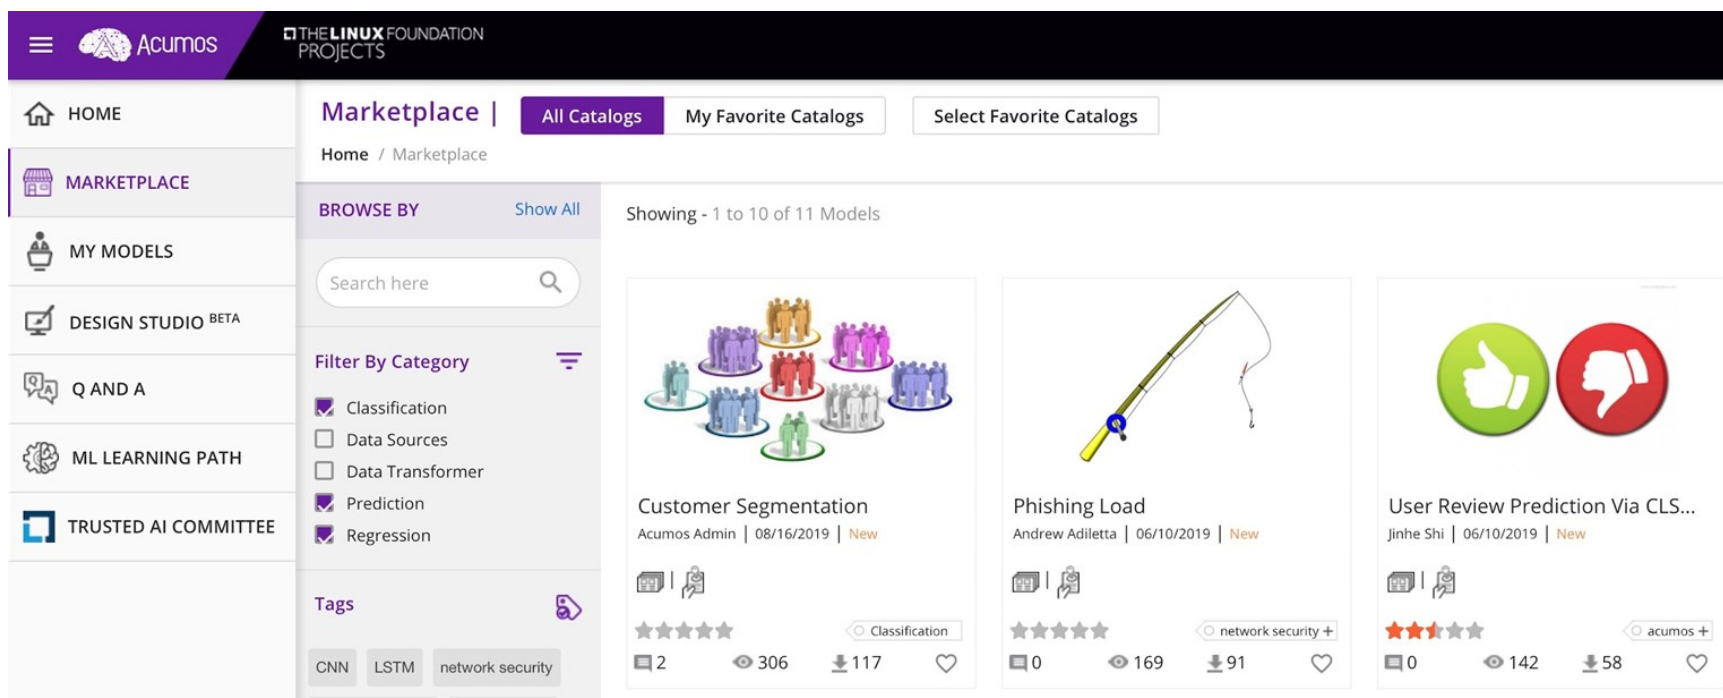 Acumos
THE LINUX FOUNDATION
PROJECTS
HOME
MARKETPLACE
MY MODELS
DESIGN STUDIO BETA
Q AND A
ML LEARNING PATH
TRUSTED AI COMMITTEE
Marketplace |
All Catalogs
My Favorite Catalogs
Select Favorite Catalogs
Home / Marketplace
BROWSE BY
Show All
Search here
Filter By Category
Classification
Data Sources
Data Transformer
Prediction
Regression
Tags
CNN
LSTM
network security
Showing - 1 to 10 of 11 Models
Customer Segmentation
Acumos Admin | 08/16/2019 | New
Classification
2 306 117
Phishing Load
Andrew Adiletta | 06/10/2019 | New
network security +
0 169 91
User Review Prediction Via CLS...
Jinhe Shi | 06/10/2019 | New
acumos +
0 142 58